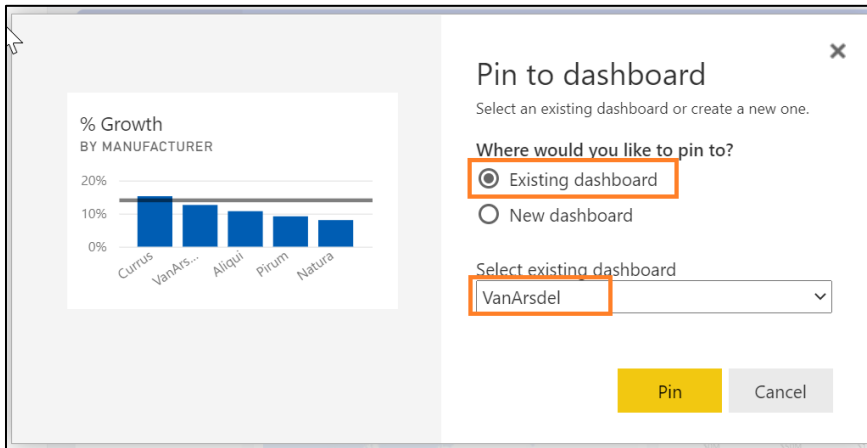 % Growth
BY MANUFACTURER
20%
10%
0%
Currus
VanArs...
Aliqui
Pirum
Natura
Pin to dashboard
Select an existing dashboard or create a new one.
Where would you like to pin to?
Existing dashboard
New dashboard
Select existing dashboard
VanArsdel
Pin
Cancel